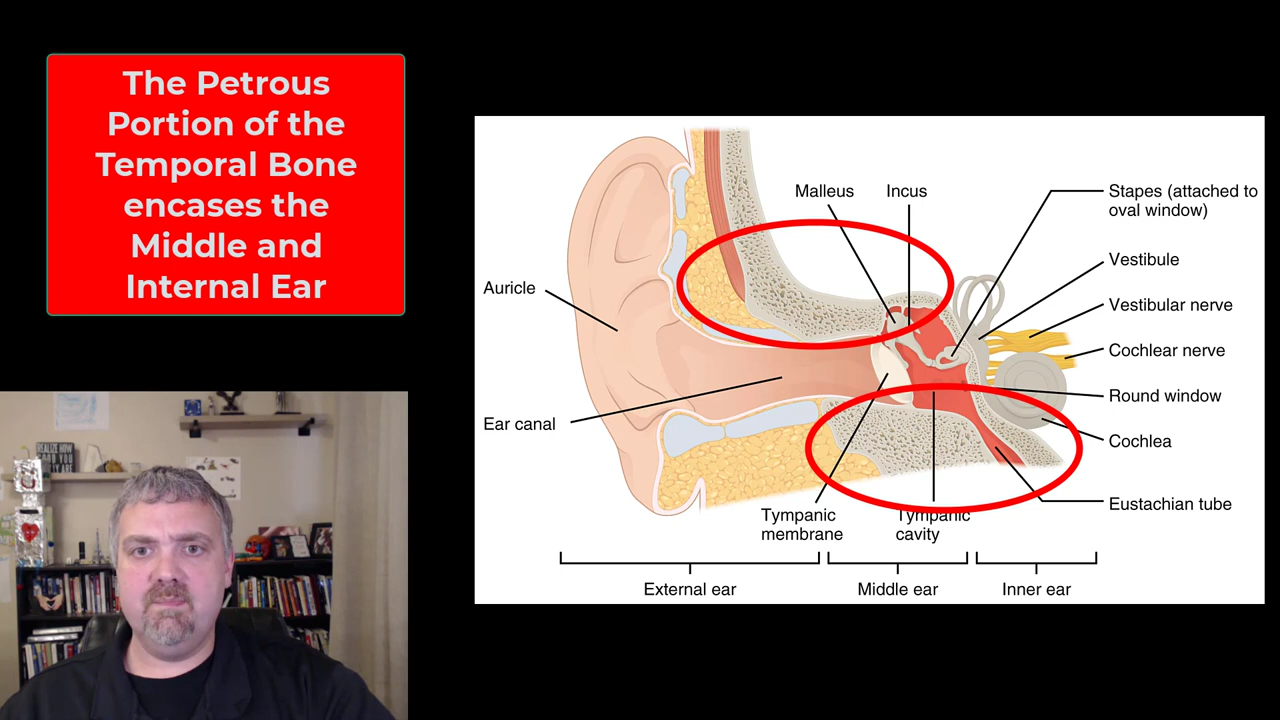 The Petrous
Portion of the
Temporal Bone
encases the
Middle and
Internal Ear
Malleus
Incus
Stapes (attached to
oval window)
Vestibule
Auricle
Vestibular nerve
Cochlear nerve
Round window
Ear canal
Cochlea
Eustachian tube
Tympanic
membrane
Tympanic
cavity
External ear
Middle ear
Inner ear